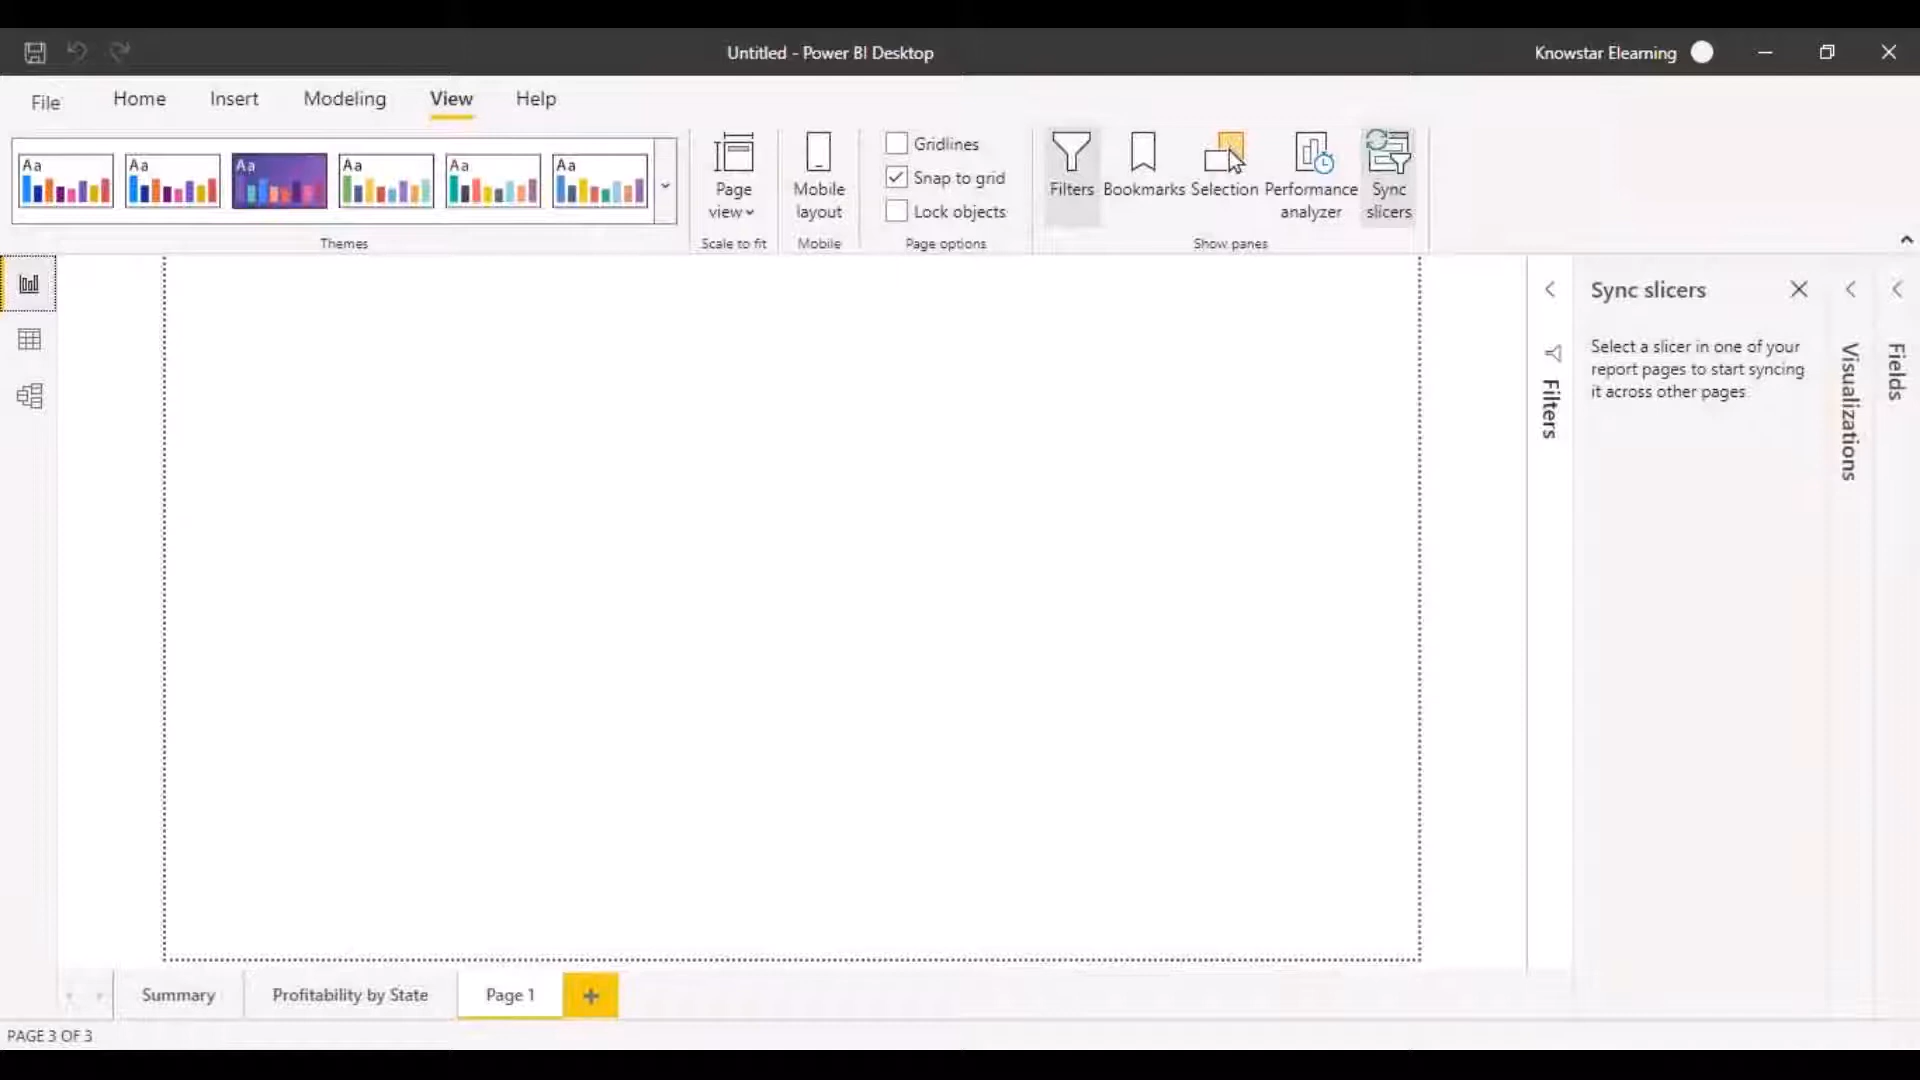 Untitled - Power BI Desktop
Knowstar Elearning
File
Home
Insert
Modeling
View
Help
Aa
Aa
Aa
Aa
Aa
Aa
Themes
Page
view
Scale to fit
Mobile
layout
Mobile
Gridlines
Snap to grid
Lock objects
Page options
Filters
Bookmarks
Selection
Performance
analyzer
Sync
slicers
Show panes
Filters
Sync slicers
Select a slicer in one of your
report pages to start syncing
it across other pages
Visualizations
Fields
Summary
Profitability by State
Page 1
PAGE 3 OF 3